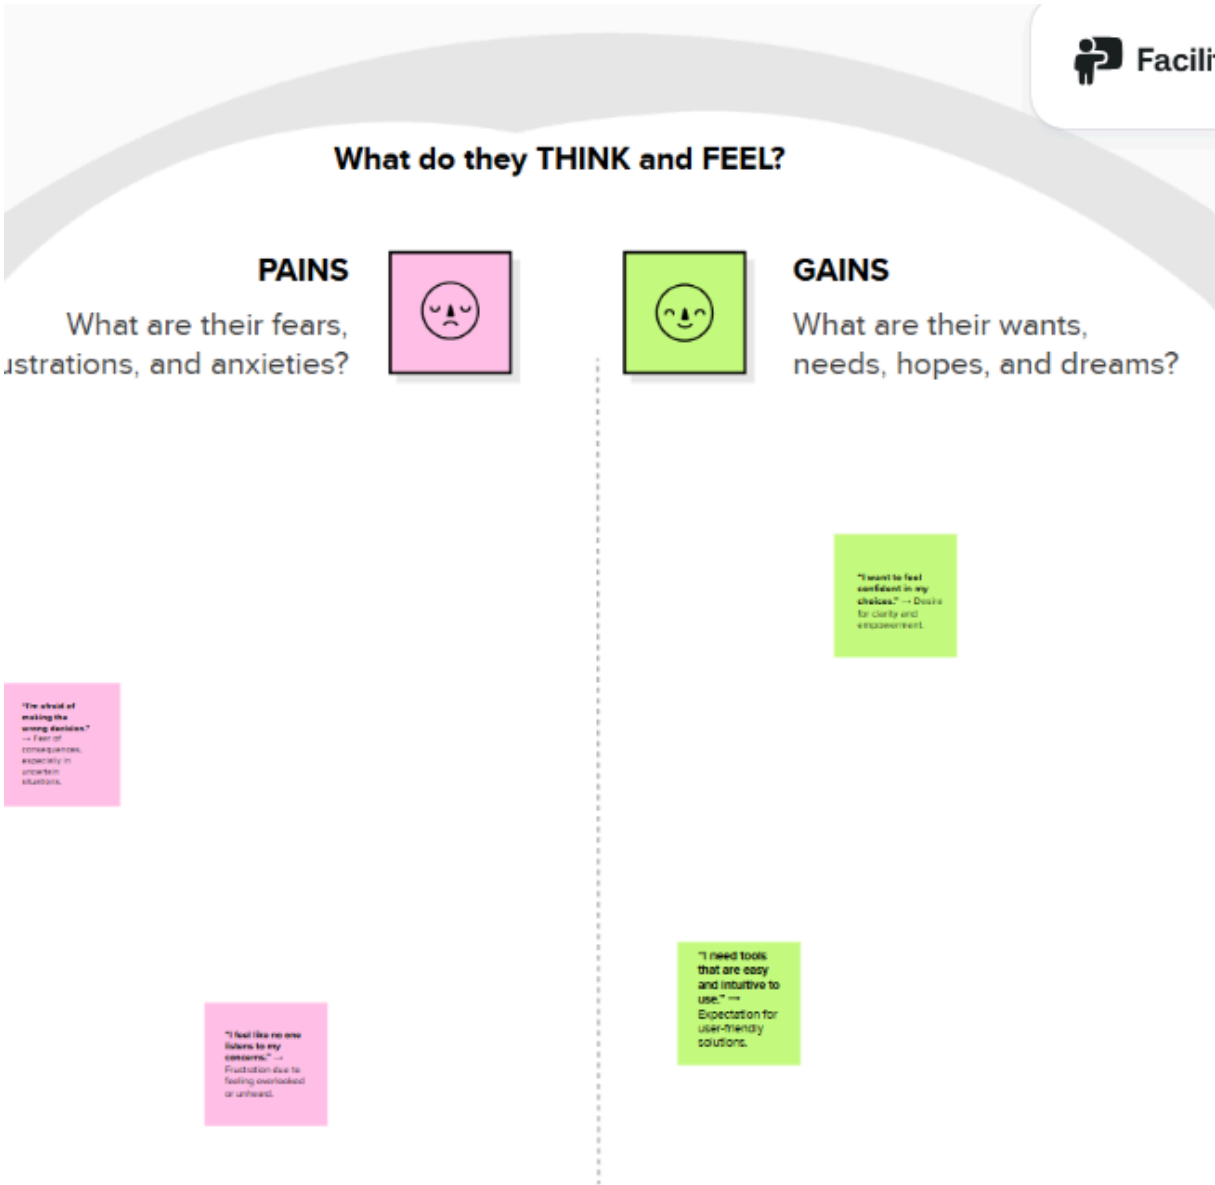 Facili
What do they THINK and FEEL?
PAINS
What are their fears,
ustrations, and anxieties?
GAINS
What are their wants,
needs, hopes, and dreams?
"I want to feel
confident in my
choices." → Desire
for clarity and
empowerment.
"I'm afraid of
making the
wrong decision."
→ Fear of
consequences,
especially in
uncertain
situations.
"I need tools
that are easy
and intuitive to
use." →
Expectation for
user-friendly
solutions.
"I feel like no one
listens to my
concerns." →
Frustration due to
feeling overlooked
or unheard.